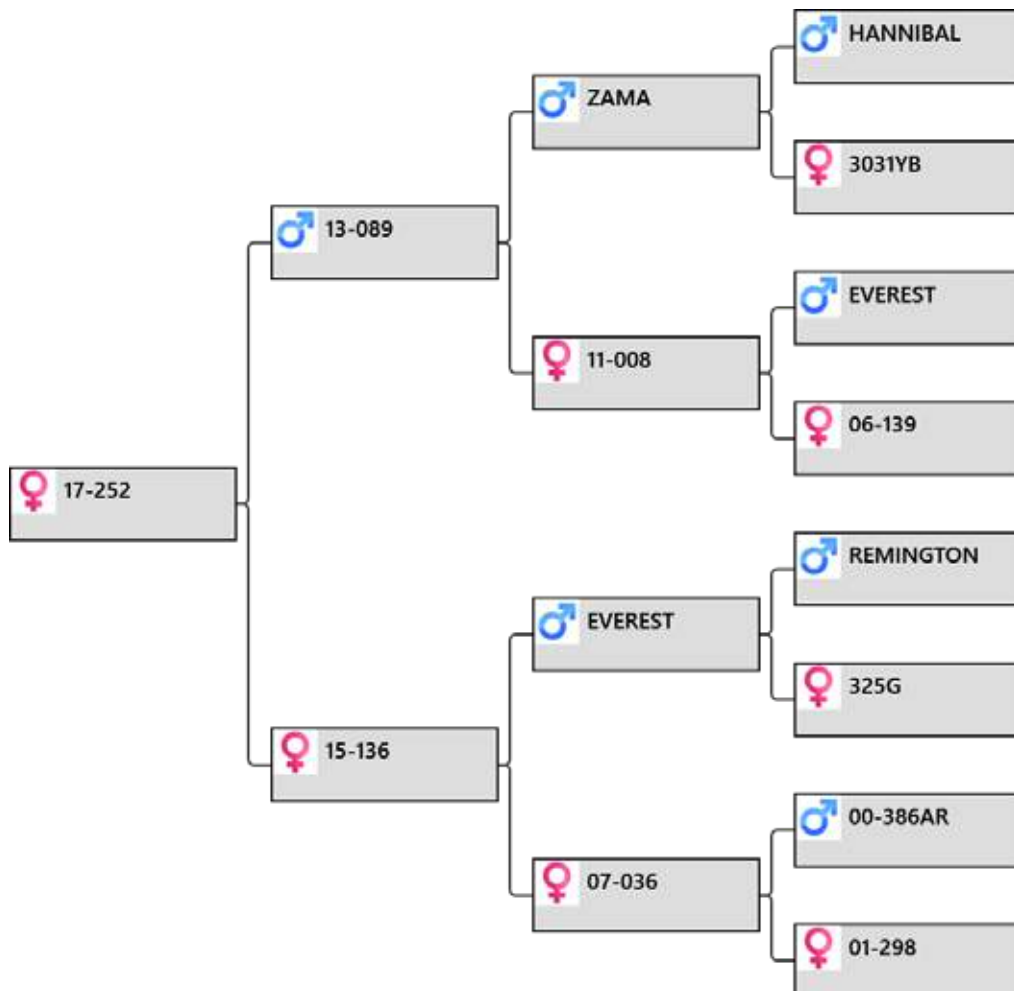 HANNIBAL
ZAMA
3031YB
13-089
EVEREST
11-008
06-139
17-252
REMINGTON
EVEREST
325G
15-136
00-386AR
07-036
01-298